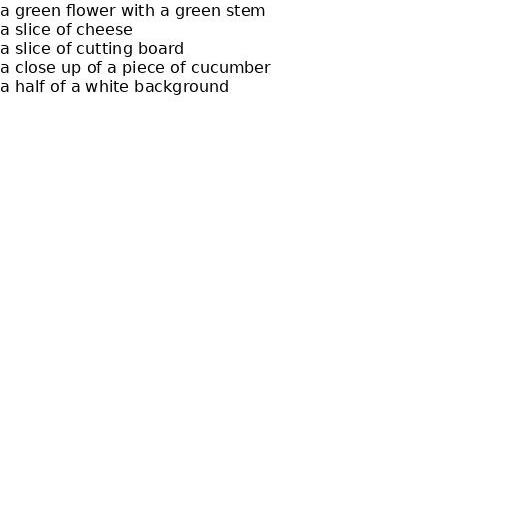 a green flower with a green stem
a slice of cheese
a slice of cutting board
a close up of a piece of cucumber
a half of a white background